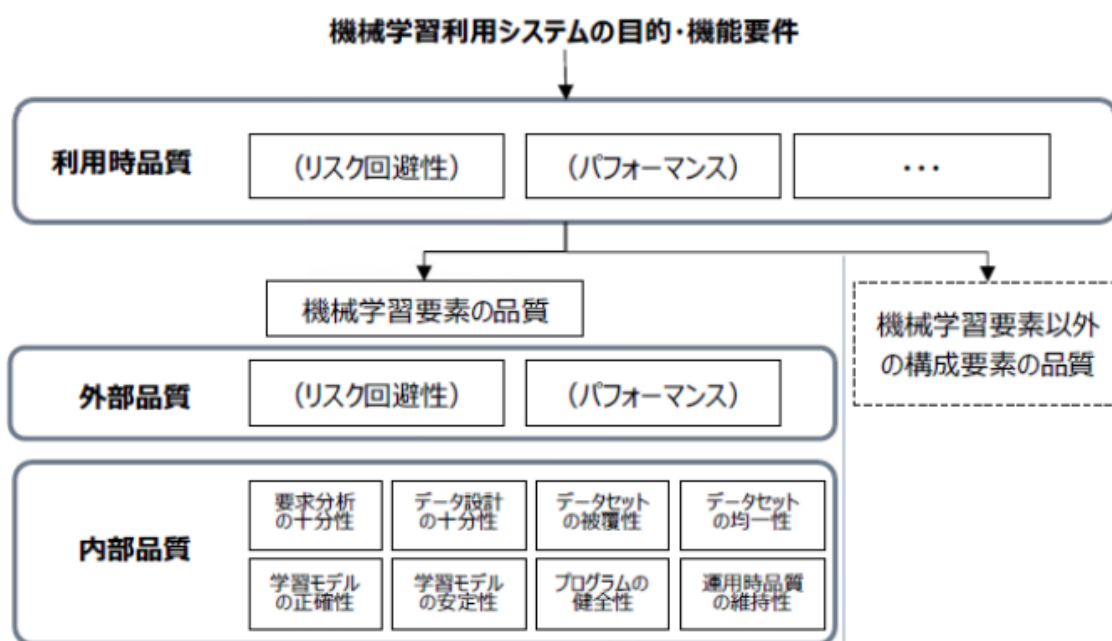 機械学習利用システムの目的・機能要件
利用時品質
(リスク回避性)
(パフォーマンス)
・・・
機械学習要素の品質
機械学習要素以外
の構成要素の品質
外部品質
(リスク回避性)
(パフォーマンス)
内部品質
要求分析
の十分性
データ設計
の十分性
データセット
の被覆性
データセット
の均一性
学習モデル
の正確性
学習モデル
の安定性
プログラムの
健全性
運用時品質
の維持性